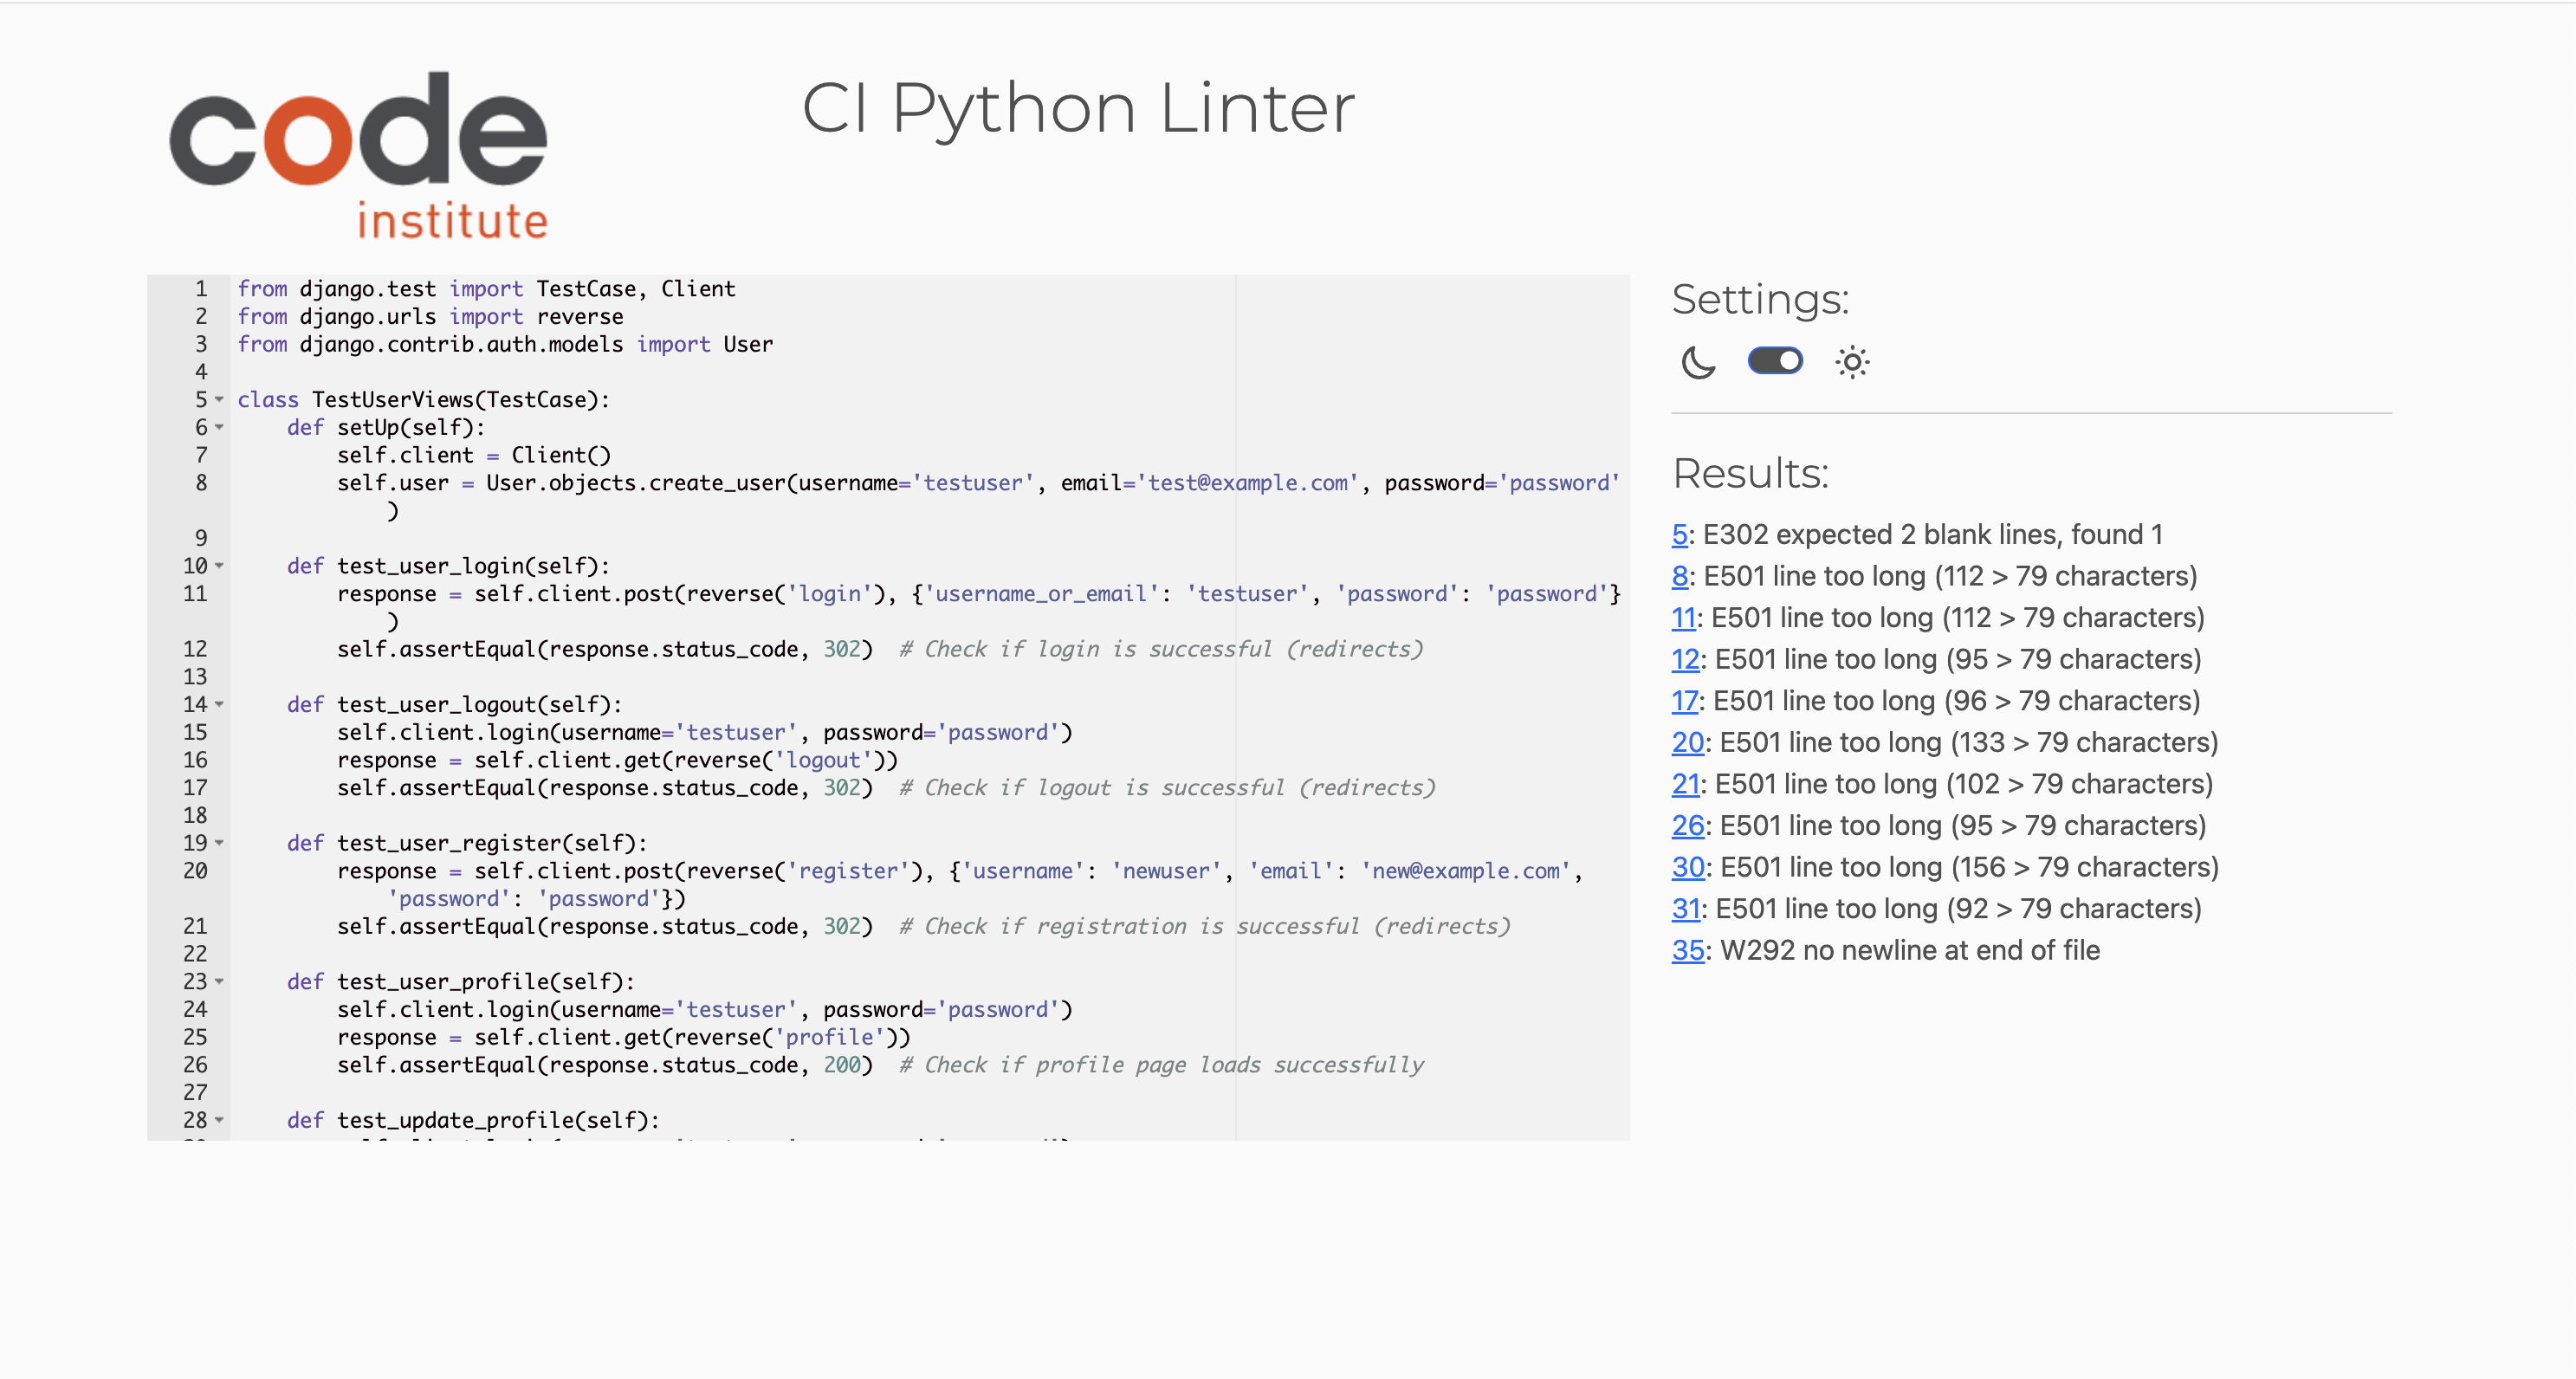 code
institute
CI Python Linter
1 from django.test import TestCase, Client
2 from django.urls import reverse
3 from django.contrib.auth.models import User
4
5 class TestUserViews(TestCase):
6     def setUp(self):
7         self.client = Client()
8         self.user = User.objects.create_user(username='testuser', email='test@example.com', password='password'
            )
9
10     def test_user_login(self):
11         response = self.client.post(reverse('login'), {'username_or_email': 'testuser', 'password': 'password'}
            )
12         self.assertEqual(response.status_code, 302)  # Check if login is successful (redirects)
13
14     def test_user_logout(self):
15         self.client.login(username='testuser', password='password')
16         response = self.client.get(reverse('logout'))
17         self.assertEqual(response.status_code, 302)  # Check if logout is successful (redirects)
18
19     def test_user_register(self):
20         response = self.client.post(reverse('register'), {'username': 'newuser', 'email': 'new@example.com',
            'password': 'password'})
21         self.assertEqual(response.status_code, 302)  # Check if registration is successful (redirects)
22
23     def test_user_profile(self):
24         self.client.login(username='testuser', password='password')
25         response = self.client.get(reverse('profile'))
26         self.assertEqual(response.status_code, 200)  # Check if profile page loads successfully
27
28     def test_update_profile(self):
Settings:
Results:
5: E302 expected 2 blank lines, found 1
8: E501 line too long (112 > 79 characters)
11: E501 line too long (112 > 79 characters)
12: E501 line too long (95 > 79 characters)
17: E501 line too long (96 > 79 characters)
20: E501 line too long (133 > 79 characters)
21: E501 line too long (102 > 79 characters)
26: E501 line too long (95 > 79 characters)
30: E501 line too long (156 > 79 characters)
31: E501 line too long (92 > 79 characters)
35: W292 no newline at end of file